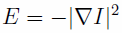 E = −|∇I|²